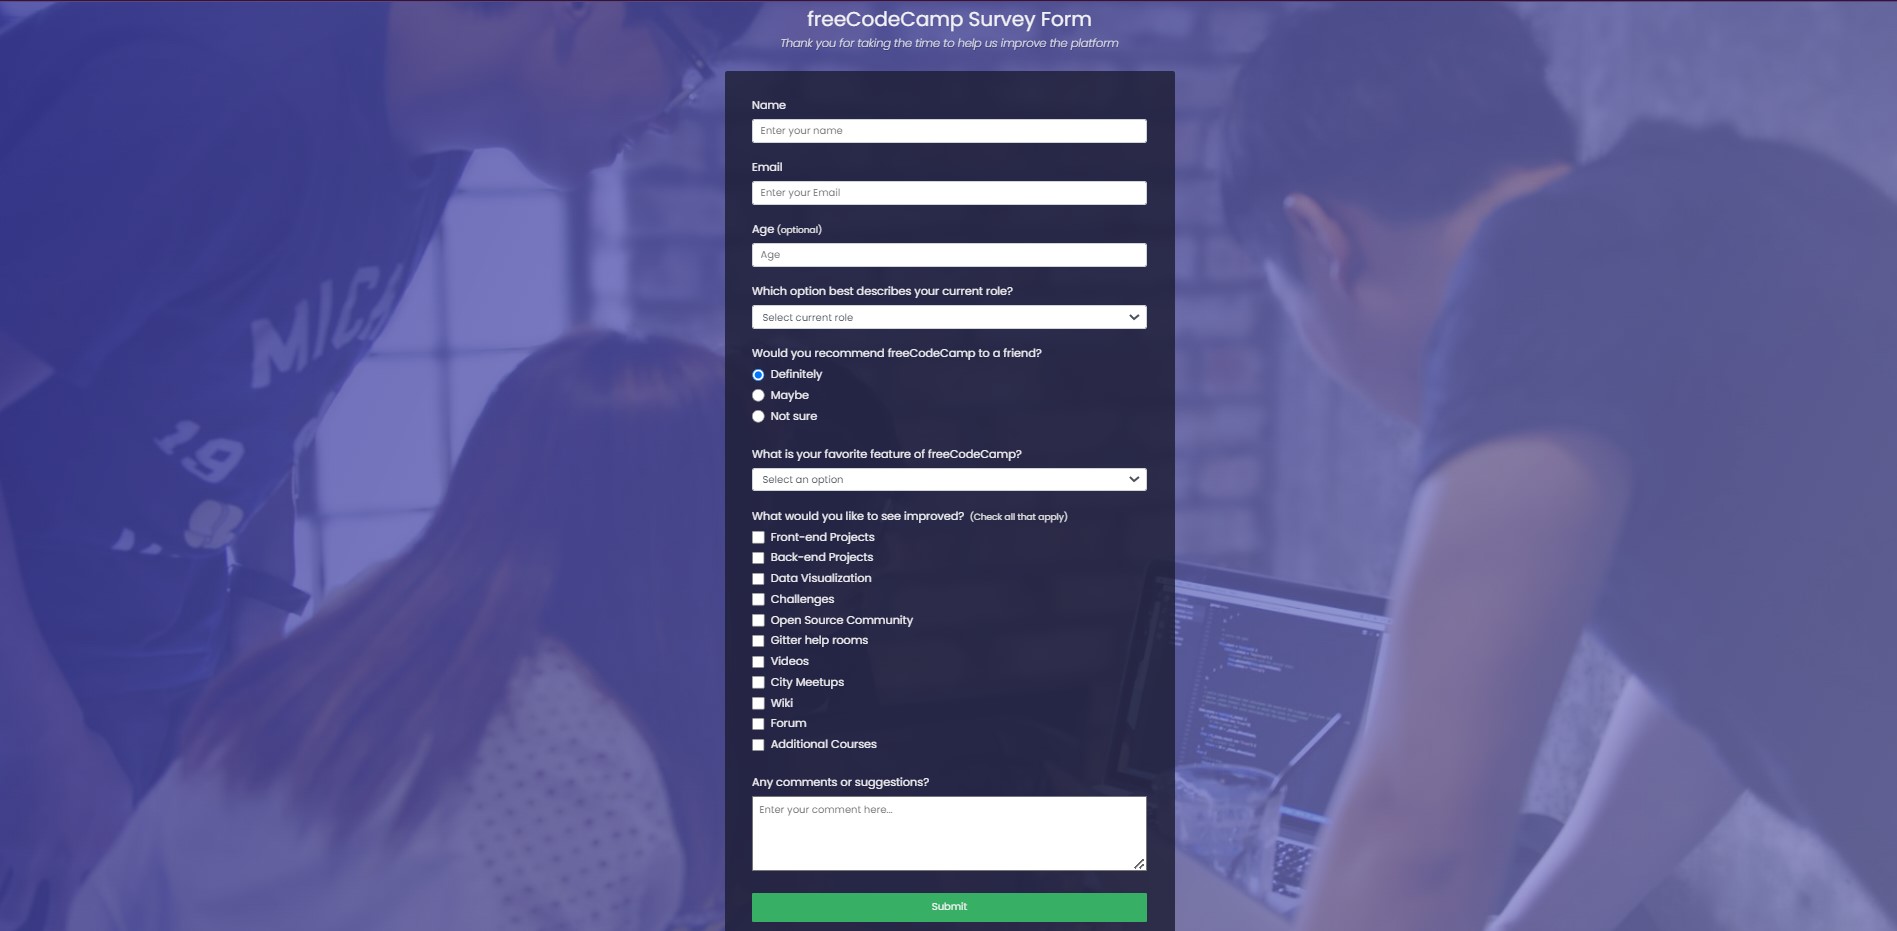 freeCodeCamp Survey Form
Thank you for taking the time to help us improve the platform
Name
Enter your name
Email
Enter your Email
Age (optional)
Age
Which option best describes your current role?
Select current role
Would you recommend freeCodeCamp to a friend?
Definitely
Maybe
Not sure
What is your favorite feature of freeCodeCamp?
Select an option
What would you like to see improved? (Check all that apply)
Front-end Projects
Back-end Projects
Data Visualization
Challenges
Open Source Community
Gitter help rooms
Videos
City Meetups
Wiki
Forum
Additional Courses
Any comments or suggestions?
Enter your comment here...
Submit
MICH
19